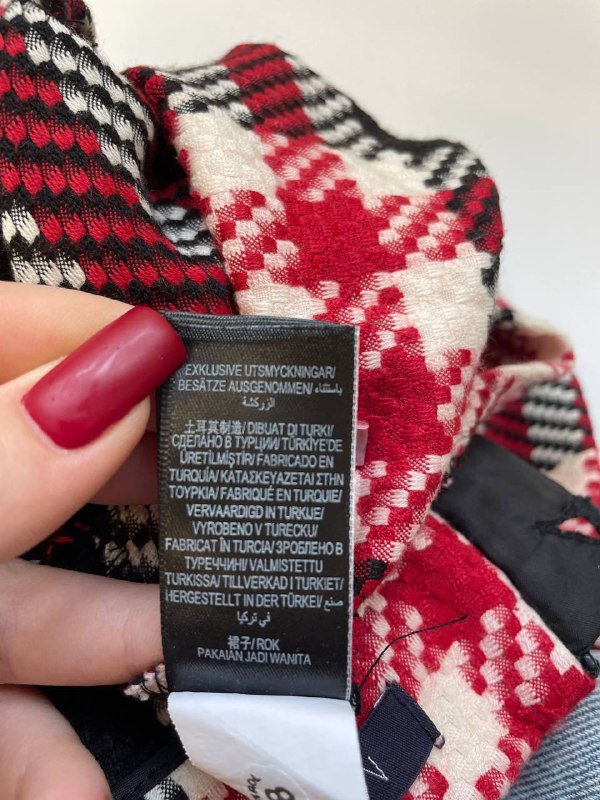 EXKLUSIVE UTSMYCKNINGAR/
BESÄTZE AUSGENOMMEN/ باستثناء
الزركشة
土耳其制造/ DIBUAT DI TURKI/
СДЕЛАНО В ТУРЦИИ/ TÜRKİYE'DE
ÜRETİLMİŞTİR/ FABRICADO EN
TURQUÍA/ ΚΑΤΑΣΚΕΥΑΖΕΤΑΙ ΣΤΗΝ
ΤΟΥΡΚΙΑ/ FABRIQUÉ EN TURQUIE/
VERVAARDIGD IN TURKIJE/
VYROBENO V TURECKU/
FABRICAT ÎN TURCIA/ ЗРОБЛЕНО В
ТУРЕЧЧИНІ/ VALMISTETTU
TURKISSA/ TILLVERKAD I TURKIET/
HERGESTELLT IN DER TÜRKEI/ صنع
في تركيا
裙子/ ROK
PAKAIAN JADI WANITA
8
V